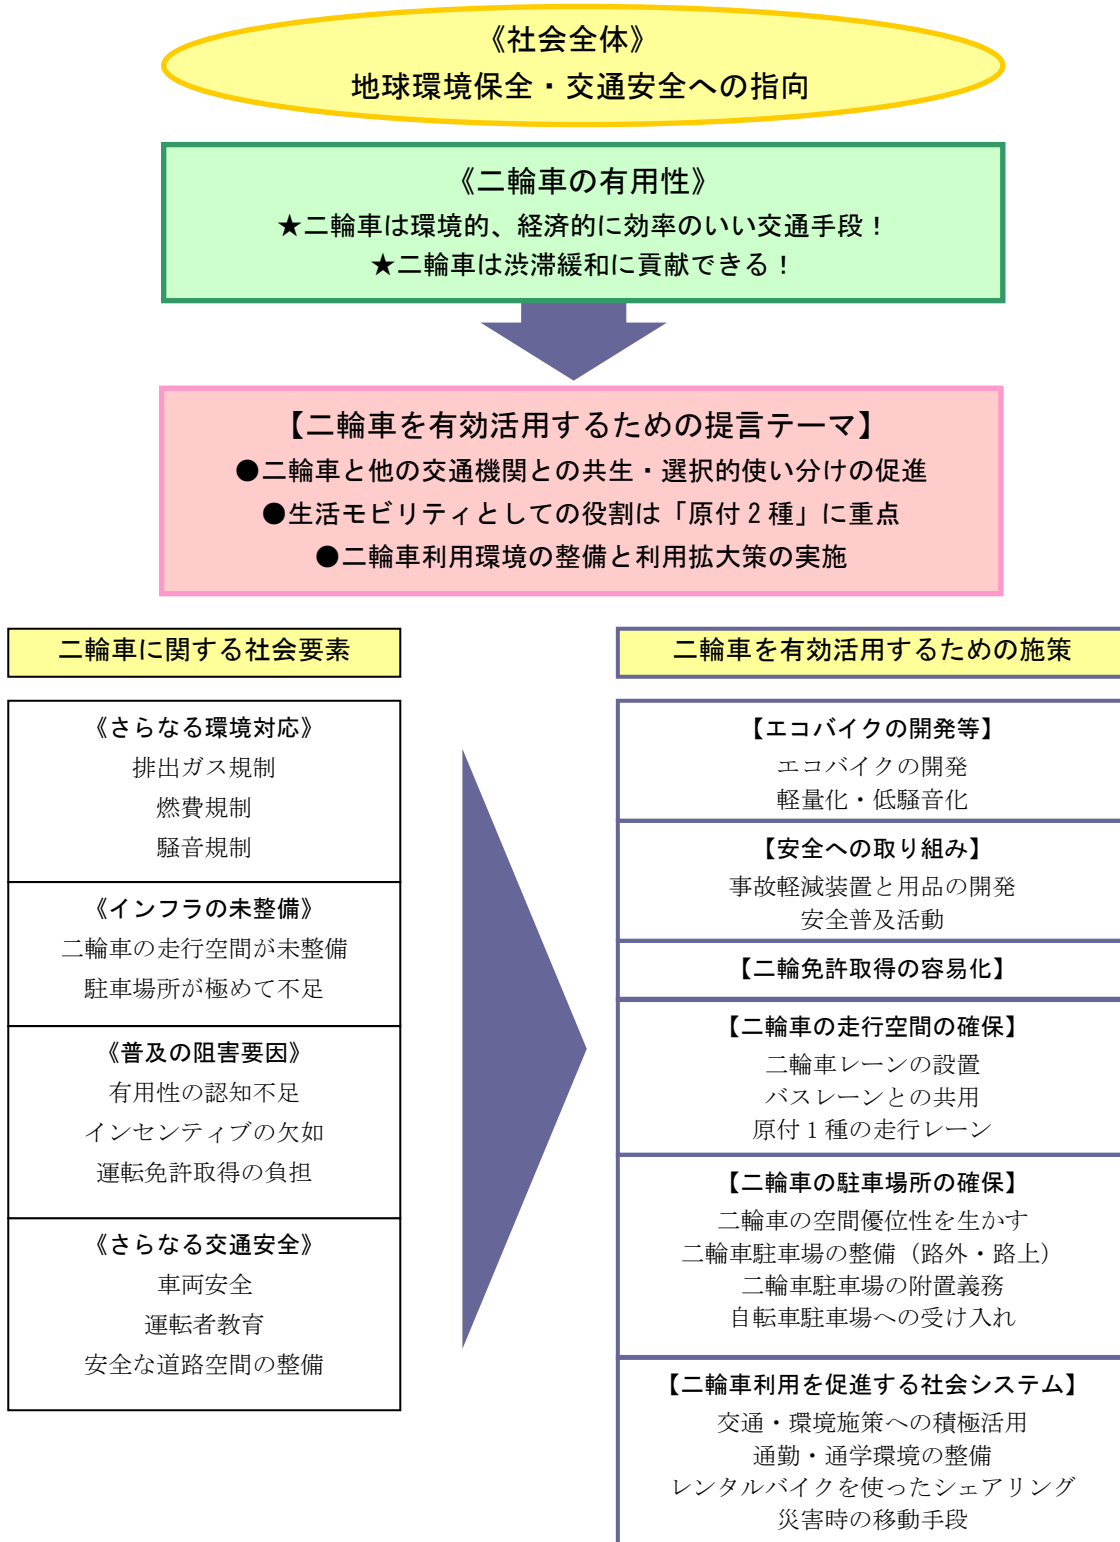 《社会全体》
地球環境保全・交通安全への指向
《二輪車の有用性》
★二輪車は環境的、経済的に効率のいい交通手段！
★二輪車は渋滞緩和に貢献できる！
【二輪車を有効活用するための提言テーマ】
●二輪車と他の交通機関との共生・選択的使い分けの促進
●生活モビリティとしての役割は「原付２種」に重点
●二輪車利用環境の整備と利用拡大策の実施
二輪車に関する社会要素
《さらなる環境対応》
排出ガス規制
燃費規制
騒音規制
《インフラの未整備》
二輪車の走行空間が未整備
駐車場所が極めて不足
《普及の阻害要因》
有用性の認知不足
インセンティブの欠如
運転免許取得の負担
《さらなる交通安全》
車両安全
運転者教育
安全な道路空間の整備
二輪車を有効活用するための施策
【エコバイクの開発等】
エコバイクの開発
軽量化・低騒音化
【安全への取り組み】
事故軽減装置と用品の開発
安全普及活動
【二輪免許取得の容易化】
【二輪車の走行空間の確保】
二輪車レーンの設置
バスレーンとの共用
原付１種の走行レーン
【二輪車の駐車場所の確保】
二輪車の空間優位性を生かす
二輪車駐車場の整備（路外・路上）
二輪車駐車場の附置義務
自転車駐車場への受け入れ
【二輪車利用を促進する社会システム】
交通・環境施策への積極活用
通勤・通学環境の整備
レンタルバイクを使ったシェアリング
災害時の移動手段